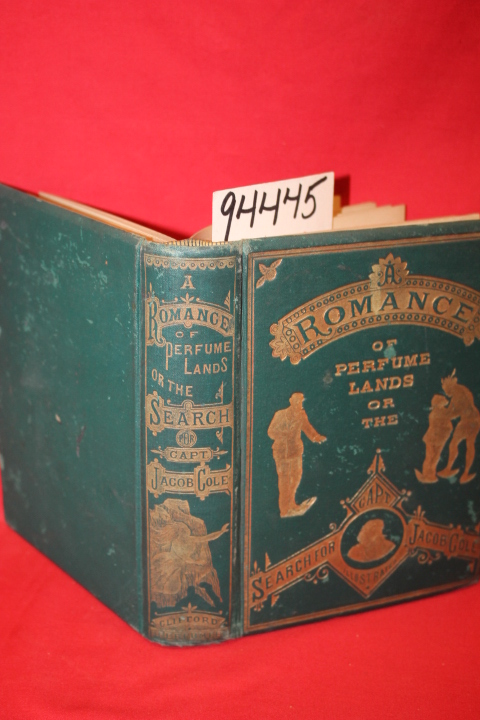 94445
A
ROMANCE
OF
PERFUME
LANDS
OR THE
SEARCH
FOR
CAPT
JACOB COLE
CLIFFORD
A
ROMANCE
OF
PERFUME
LANDS
OR
THE
SEARCH FOR
CAPT.
JACOB COLE